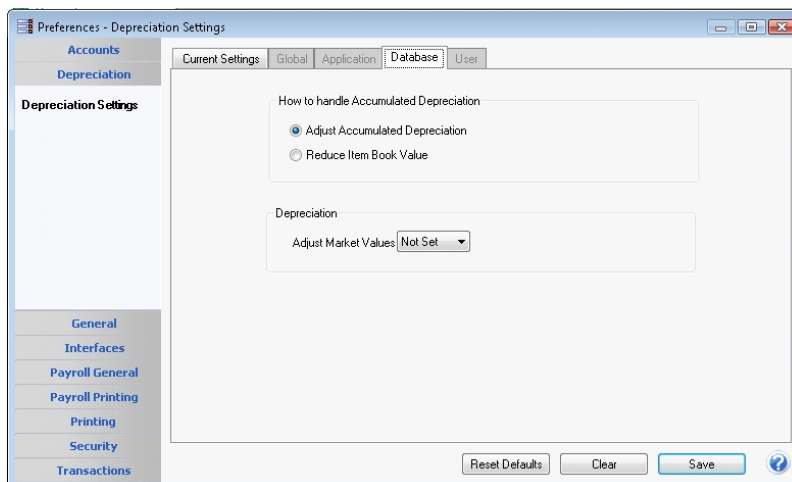 Preferences - Depreciation Settings
Accounts
Depreciation
Depreciation Settings
General
Interfaces
Payroll General
Payroll Printing
Printing
Security
Transactions
Current Settings
Global
Application
Database
User
How to handle Accumulated Depreciation
Adjust Accumulated Depreciation
Reduce Item Book Value
Depreciation
Adjust Market Values Not Set
Reset Defaults
Clear
Save
?